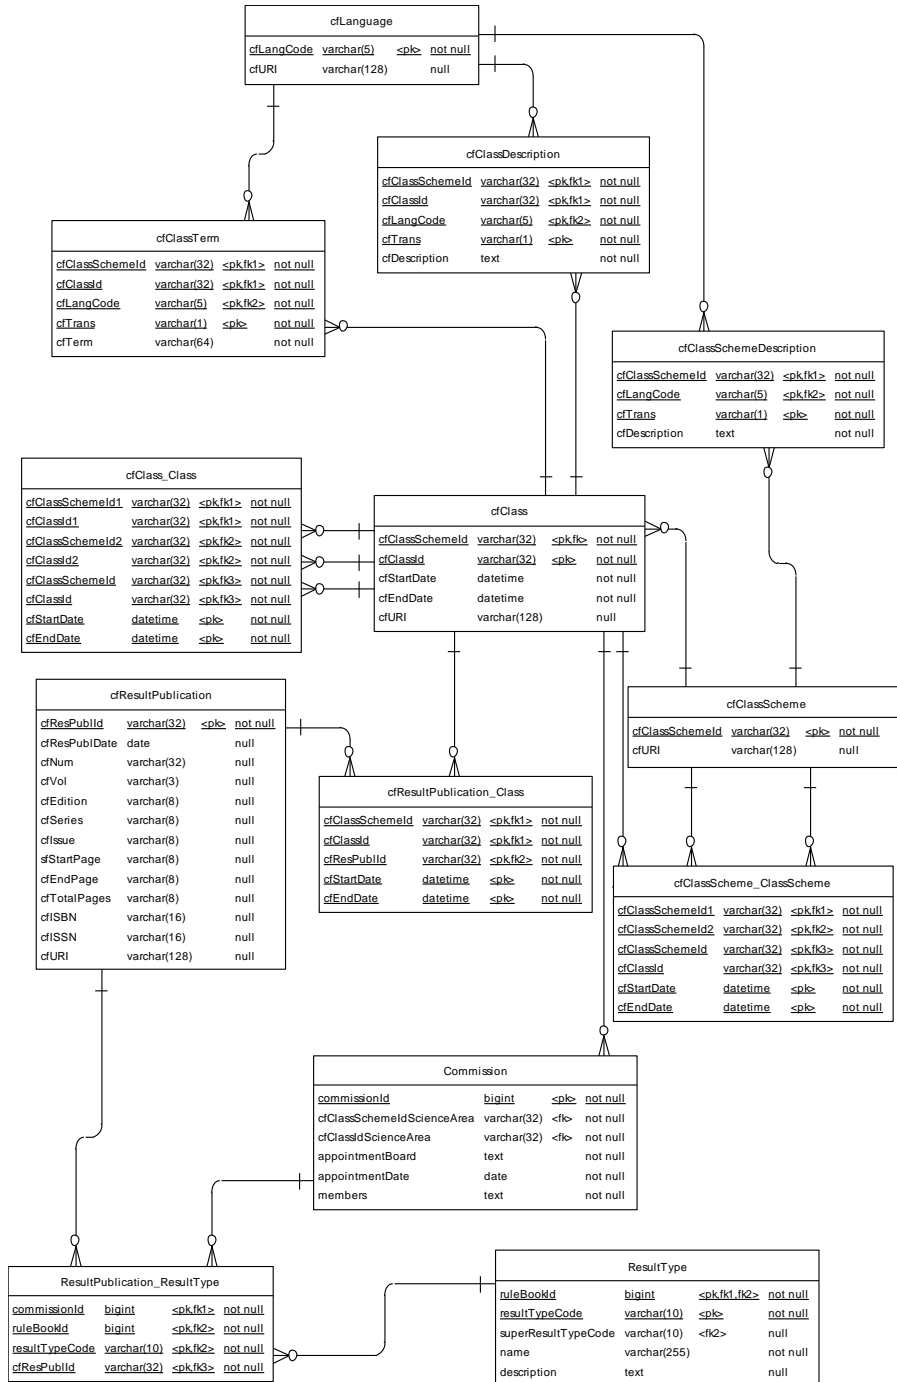 cfLanguage
cfLangCode varchar(5) <pk> not null
cfURI varchar(128) null
cfClassDescription
cfClassSchemeId varchar(32) <pk,fk1> not null
cfClassId varchar(32) <pk,fk1> not null
cfLangCode varchar(5) <pk,fk2> not null
cfTrans varchar(1) <pk> not null
cfDescription text not null
cfClassTerm
cfClassSchemeId varchar(32) <pk,fk1> not null
cfClassId varchar(32) <pk,fk1> not null
cfLangCode varchar(5) <pk,fk2> not null
cfTrans varchar(1) <pk> not null
cfTerm varchar(64) not null
cfClassSchemeDescription
cfClassSchemeId varchar(32) <pk,fk1> not null
cfLangCode varchar(5) <pk,fk2> not null
cfTrans varchar(1) <pk> not null
cfDescription text not null
cfClass_Class
cfClassSchemeId1 varchar(32) <pk,fk1> not null
cfClassId1 varchar(32) <pk,fk1> not null
cfClassSchemeId2 varchar(32) <pk,fk2> not null
cfClassId2 varchar(32) <pk,fk2> not null
cfClassSchemeId varchar(32) <pk,fk3> not null
cfClassId varchar(32) <pk,fk3> not null
cfStartDate datetime <pk> not null
cfEndDate datetime <pk> not null
cfClass
cfClassSchemeId varchar(32) <pk,fk> not null
cfClassId varchar(32) <pk> not null
cfStartDate datetime not null
cfEndDate datetime not null
cfURI varchar(128) null
cfResultPublication
cfResPublId varchar(32) <pk> not null
cfResPublDate date null
cfNum varchar(32) null
cfVol varchar(3) null
cfEdition varchar(8) null
cfSeries varchar(8) null
cfIssue varchar(8) null
sfStartPage varchar(8) null
cfEndPage varchar(8) null
cfTotalPages varchar(8) null
cfISBN varchar(16) null
cfISSN varchar(16) null
cfURI varchar(128) null
cfClassScheme
cfClassSchemeId varchar(32) <pk> not null
cfURI varchar(128) null
cfResultPublication_Class
cfClassSchemeId varchar(32) <pk,fk1> not null
cfClassId varchar(32) <pk,fk1> not null
cfResPublId varchar(32) <pk,fk2> not null
cfStartDate datetime <pk> not null
cfEndDate datetime <pk> not null
cfClassScheme_ClassScheme
cfClassSchemeId1 varchar(32) <pk,fk1> not null
cfClassSchemeId2 varchar(32) <pk,fk2> not null
cfClassSchemeId varchar(32) <pk,fk3> not null
cfClassId varchar(32) <pk,fk3> not null
cfStartDate datetime <pk> not null
cfEndDate datetime <pk> not null
Commission
commissionId bigint <pk> not null
cfClassSchemeIdScienceArea varchar(32) <fk> not null
cfClassIdScienceArea varchar(32) <fk> not null
appointmentBoard text not null
appointmentDate date not null
members text not null
ResultPublication_ResultType
commissionId bigint <pk,fk1> not null
ruleBookId bigint <pk,fk2> not null
resultTypeCode varchar(10) <pk,fk2> not null
cfResPublId varchar(32) <pk,fk3> not null
ResultType
ruleBookId bigint <pk,fk1,fk2> not null
resultTypeCode varchar(10) <pk> not null
superResultTypeCode varchar(10) <fk2> null
name varchar(255) not null
description text null